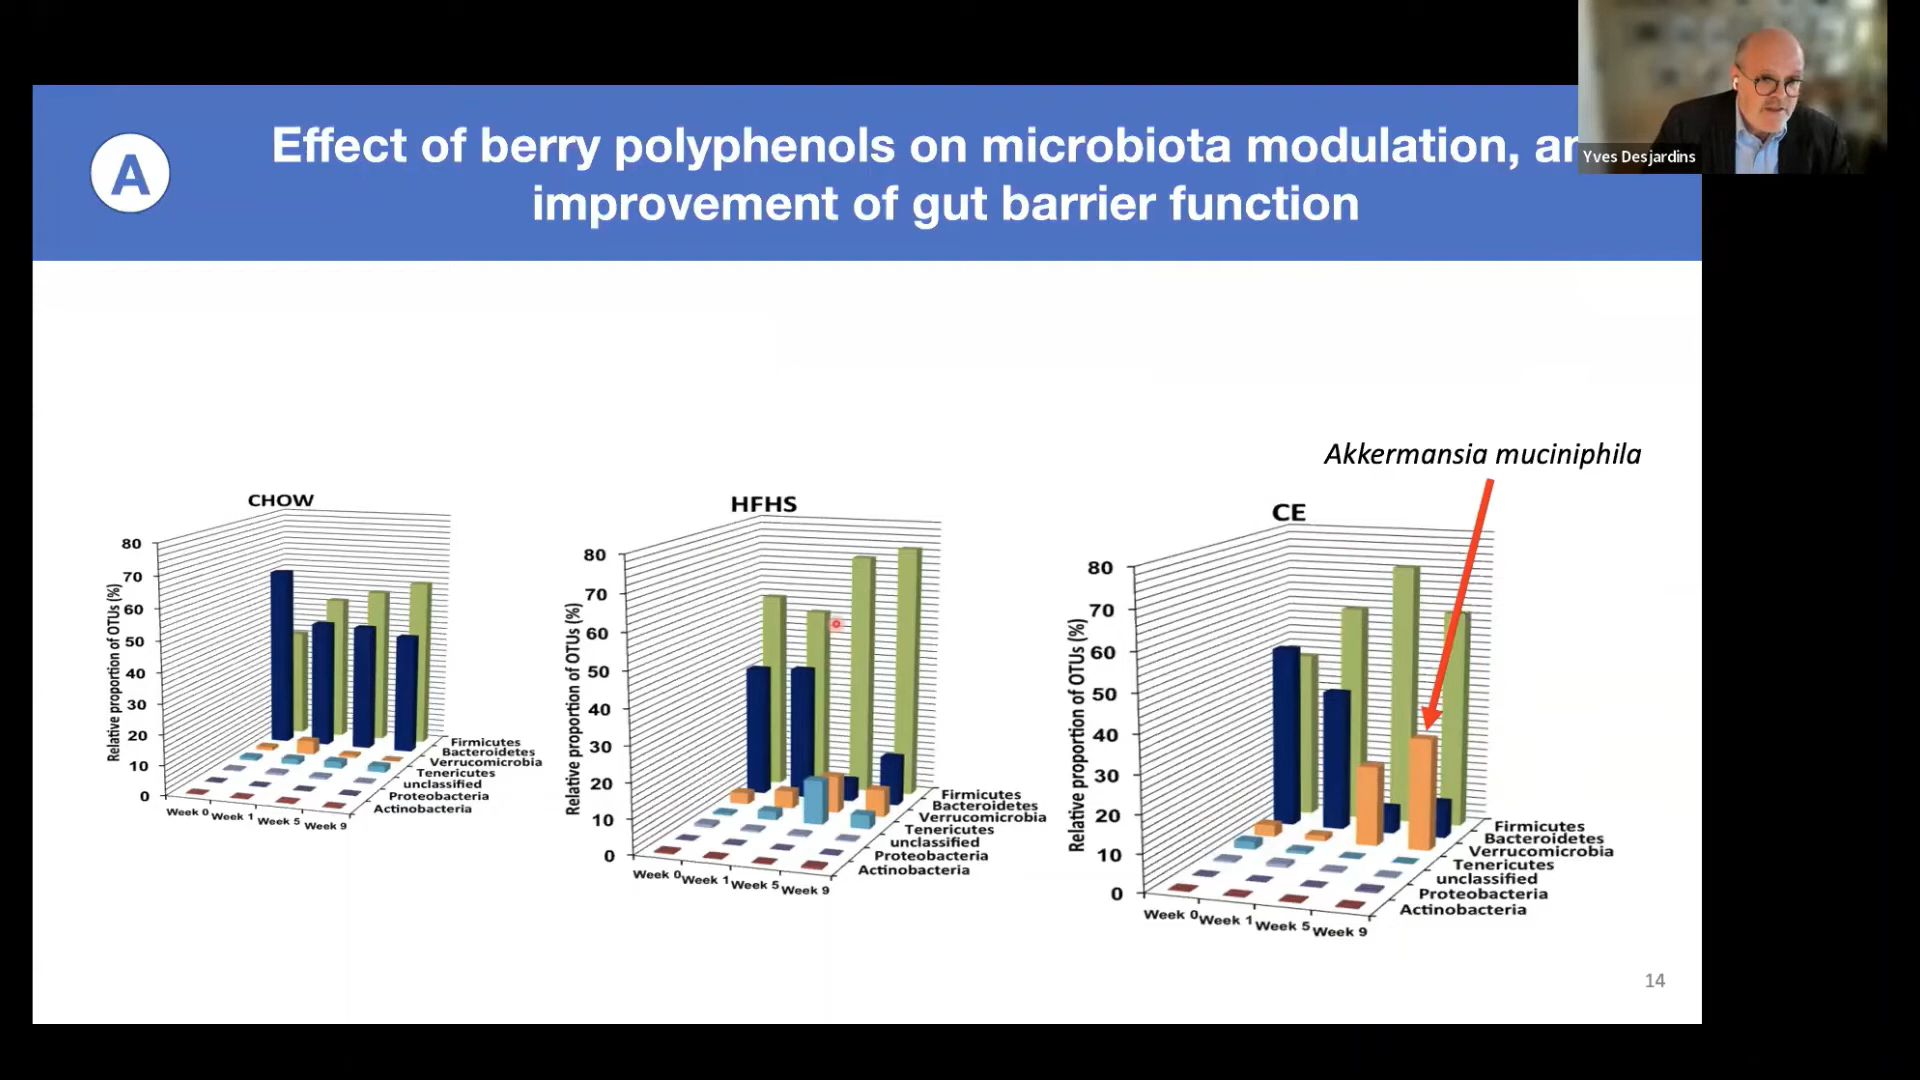 Yves Desjardins
A
Effect of berry polyphenols on microbiota modulation, an
improvement of gut barrier function
Akkermansia muciniphila
CHOW
Relative proportion of OTUs (%)
80
70
60
50
40
30
20
10
0
Week 0
Week 1
Week 5
Week 9
Firmicutes
Bacteroidetes
Verrucomicrobia
Tenericutes
unclassified
Proteobacteria
Actinobacteria
HFHS
Relative proportion of OTUs (%)
80
70
60
50
40
30
20
10
0
Week 0
Week 1
Week 5
Week 9
Firmicutes
Bacteroidetes
Verrucomicrobia
Tenericutes
unclassified
Proteobacteria
Actinobacteria
CE
Relative proportion of OTUs (%)
80
70
60
50
40
30
20
10
0
Week 0
Week 1
Week 5
Week 9
Firmicutes
Bacteroidetes
Verrucomicrobia
Tenericutes
unclassified
Proteobacteria
Actinobacteria
14